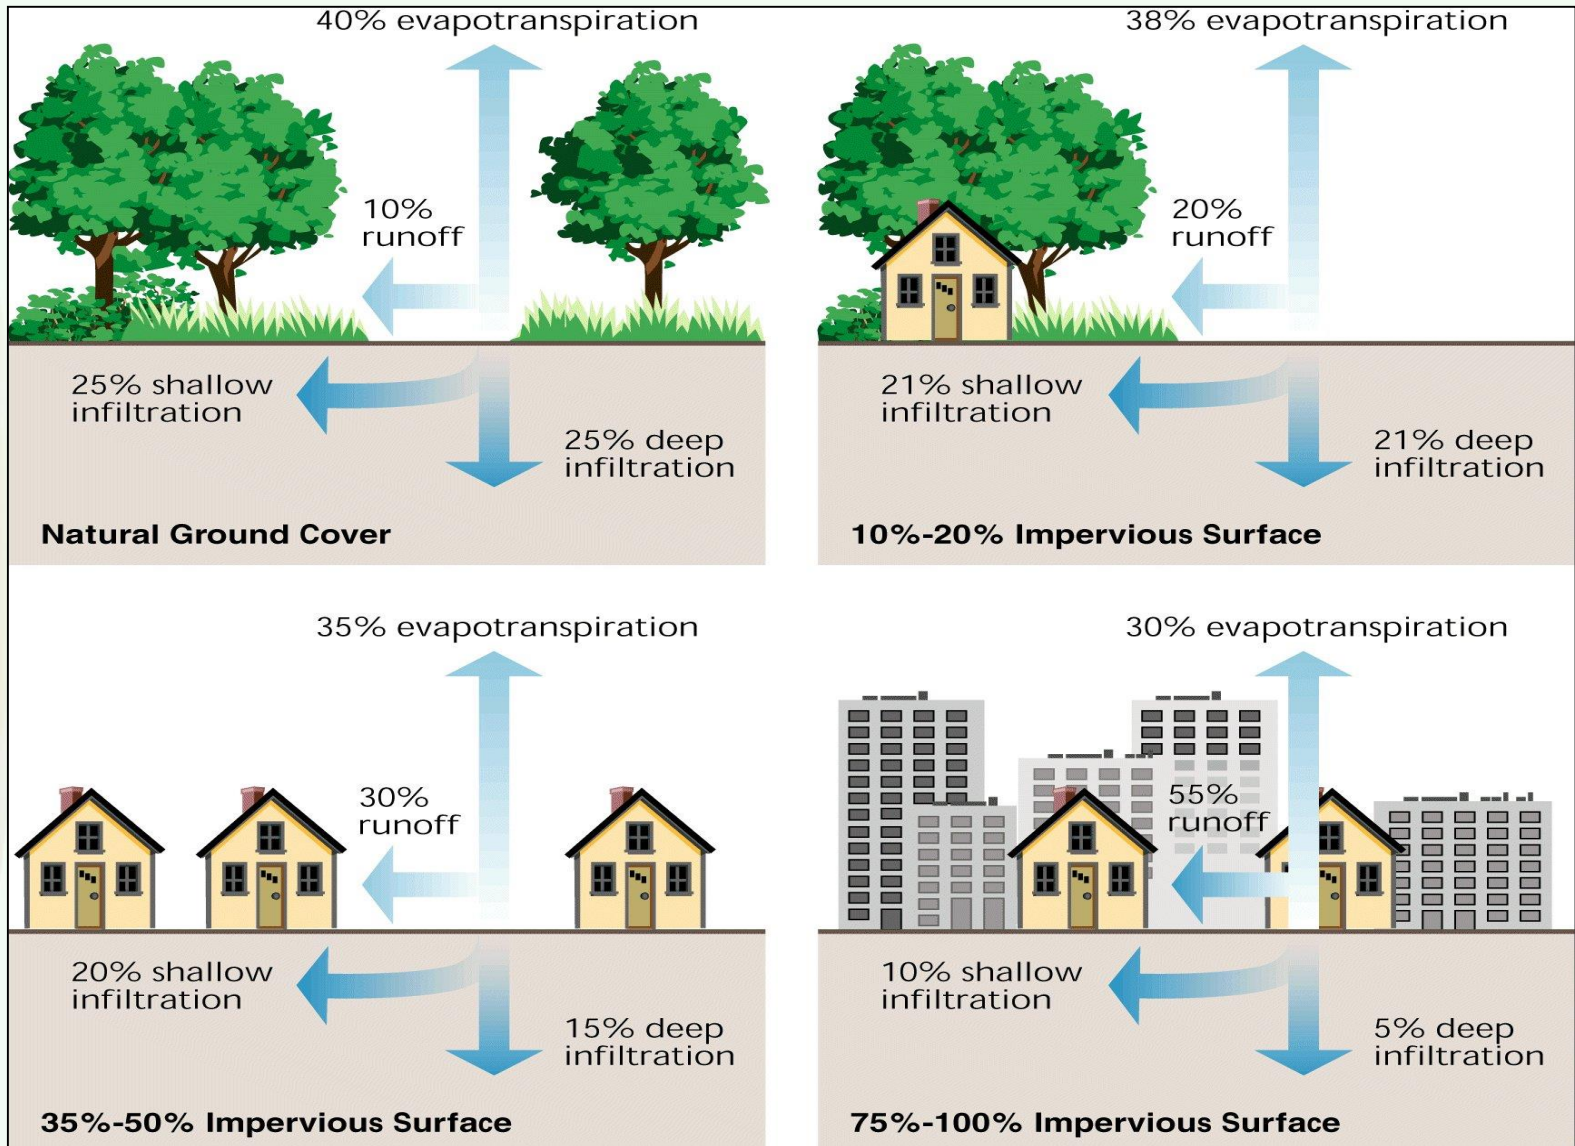 40% evapotranspiration
10%
runoff
25% shallow
infiltration
25% deep
infiltration
Natural Ground Cover
38% evapotranspiration
20%
runoff
21% shallow
infiltration
21% deep
infiltration
10%-20% Impervious Surface
35% evapotranspiration
30%
runoff
20% shallow
infiltration
15% deep
infiltration
35%-50% Impervious Surface
30% evapotranspiration
55%
runoff
10% shallow
infiltration
5% deep
infiltration
75%-100% Impervious Surface